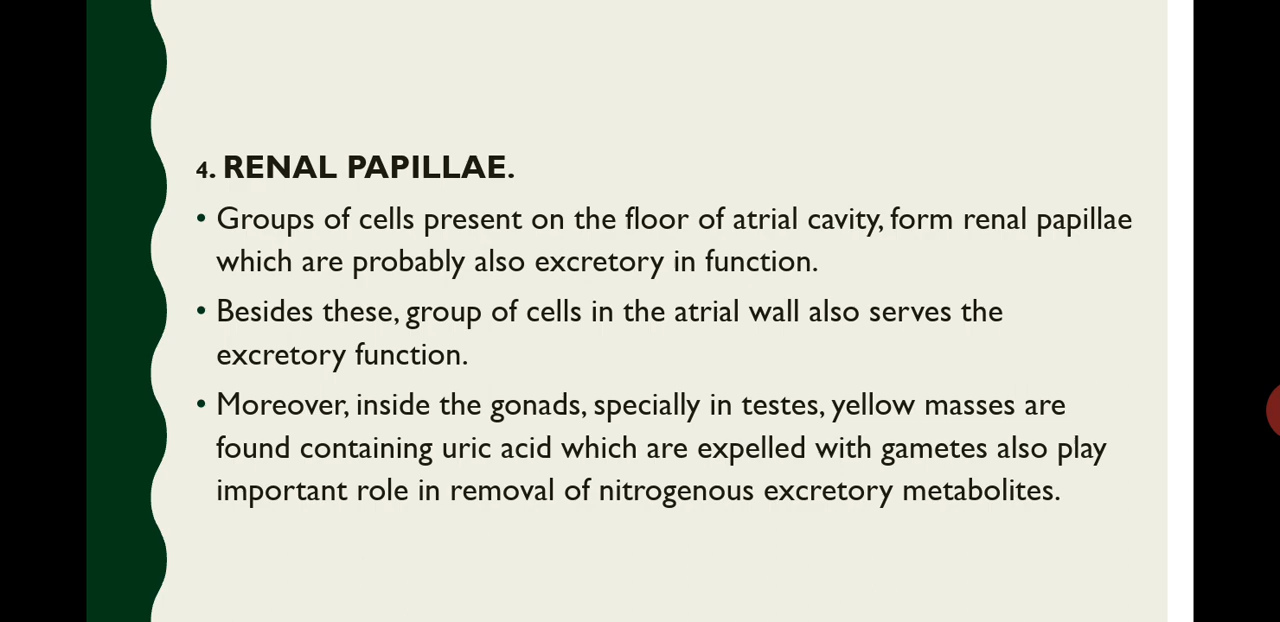 4. RENAL PAPILLAE.
• Groups of cells present on the floor of atrial cavity, form renal papillae
which are probably also excretory in function.
• Besides these, group of cells in the atrial wall also serves the
excretory function.
• Moreover, inside the gonads, specially in testes, yellow masses are
found containing uric acid which are expelled with gametes also play
important role in removal of nitrogenous excretory metabolites.